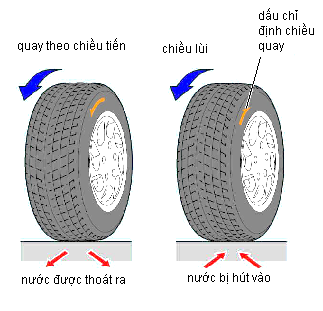 quay theo chiều tiến
chiều lùi
dấu chỉ
định chiều
quay
nước được thoát ra
nước bị hút vào